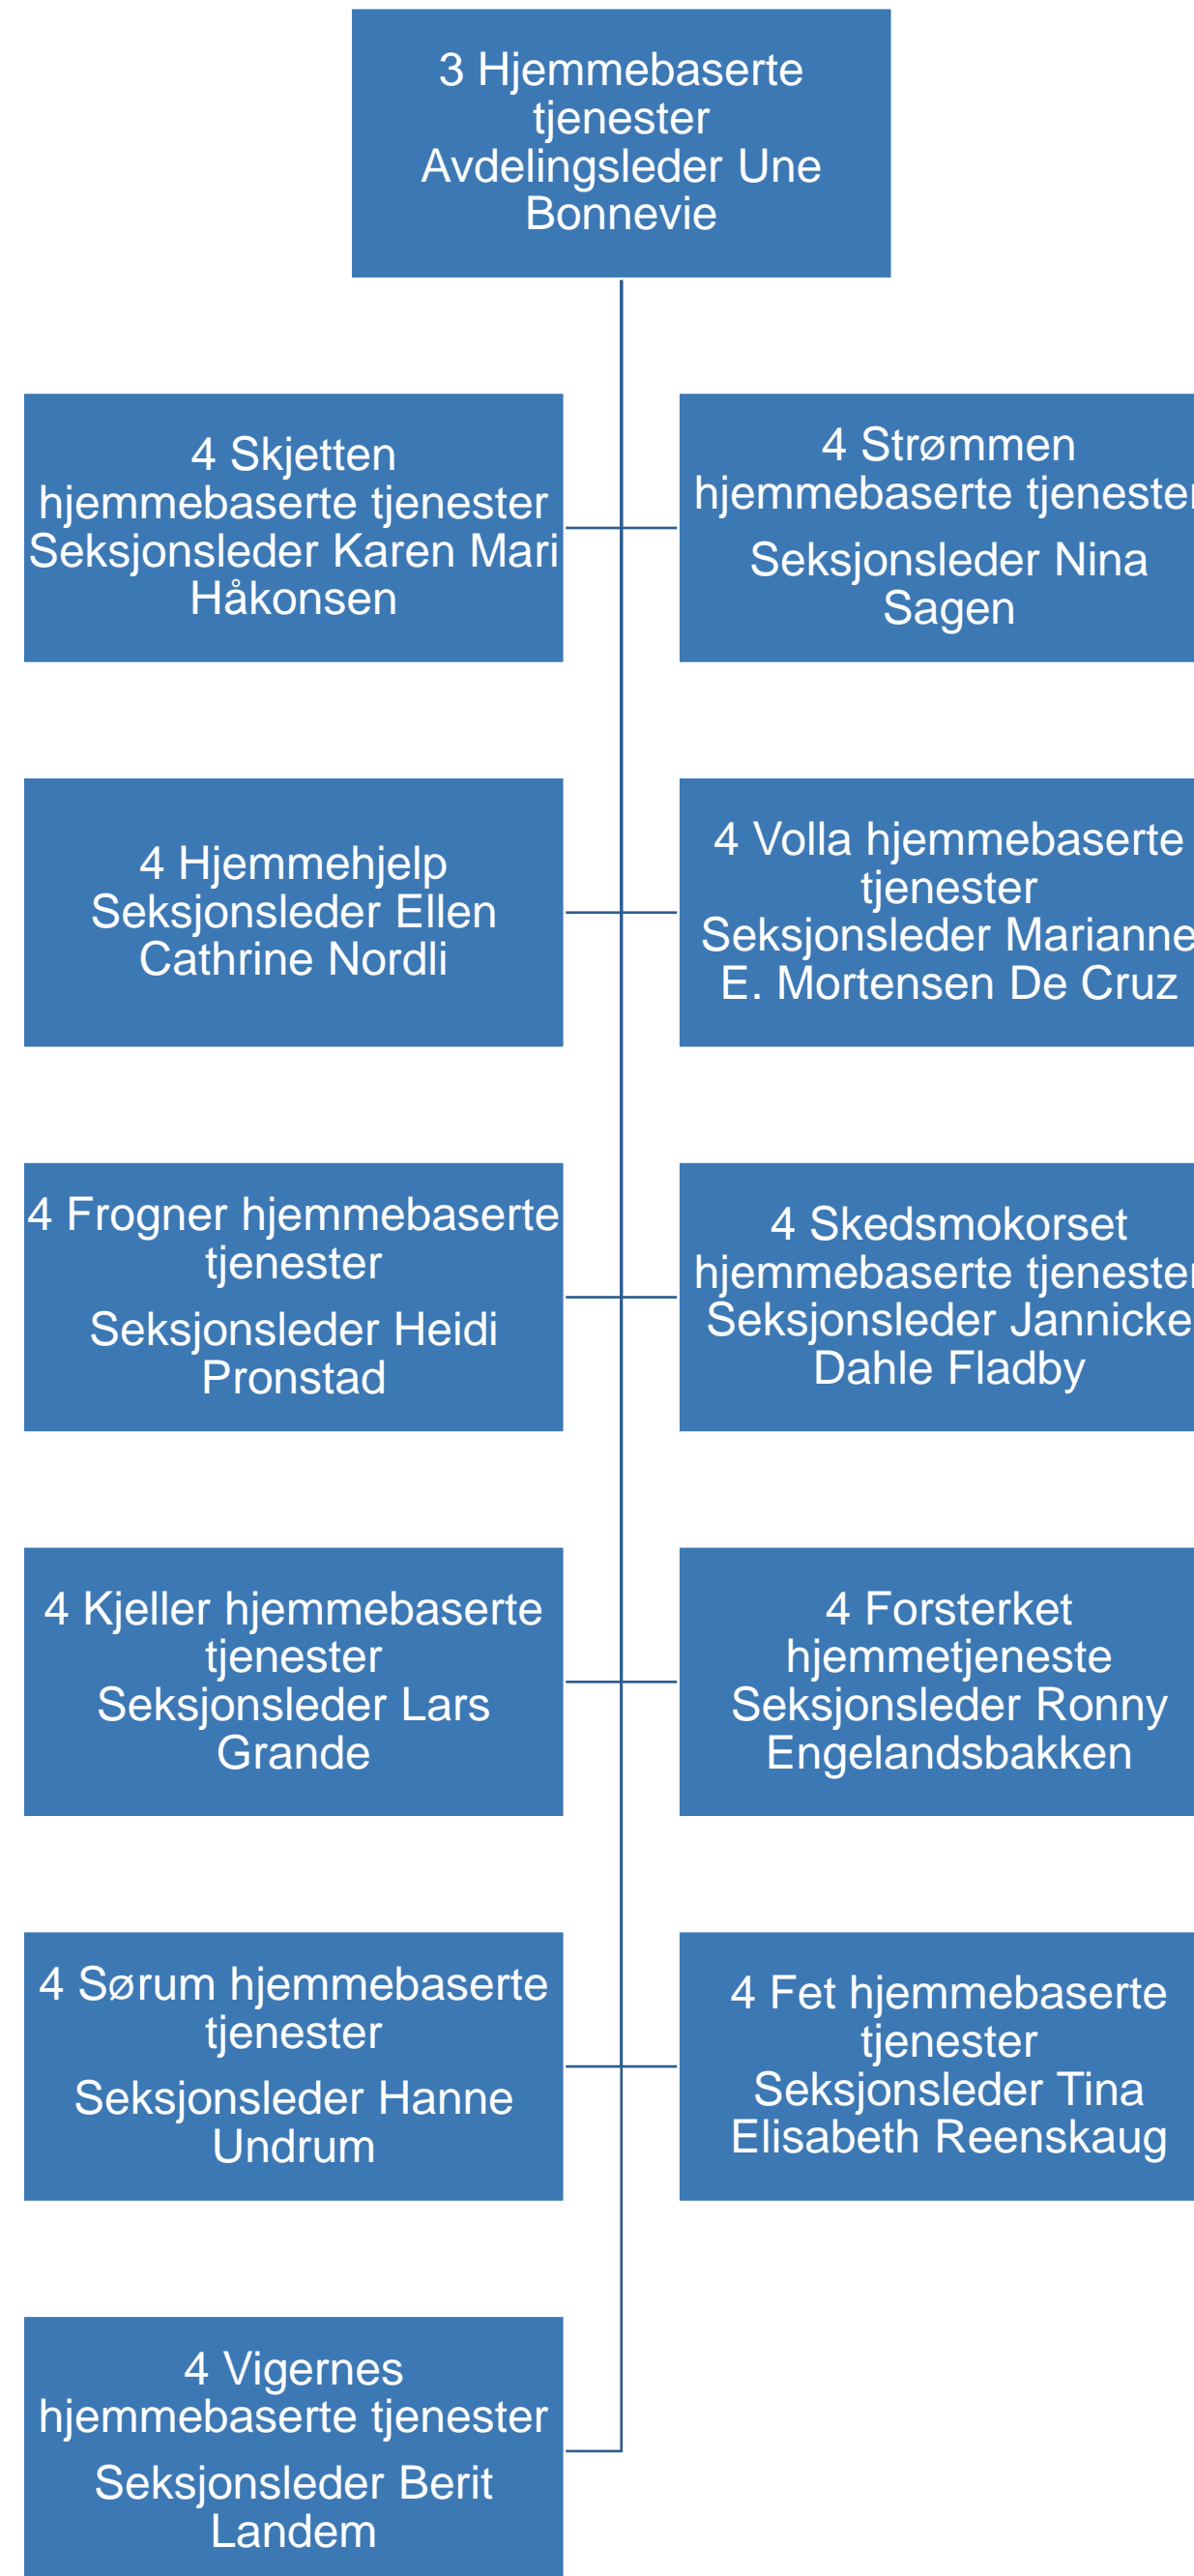 3 Hjemmebaserte
tjenester
Avdelingsleder Une
Bonnevie
4 Skjetten
hjemmebaserte tjenester
Seksjonsleder Karen Mari
Håkonsen
4 Strømmen
hjemmebaserte tjenester
Seksjonsleder Nina
Sagen
4 Hjemmehjelp
Seksjonsleder Ellen
Cathrine Nordli
4 Volla hjemmebaserte
tjenester
Seksjonsleder Marianne
E. Mortensen De Cruz
4 Frogner hjemmebaserte
tjenester
Seksjonsleder Heidi
Pronstad
4 Skedsmokorset
hjemmebaserte tjenester
Seksjonsleder Jannicke
Dahle Fladby
4 Kjeller hjemmebaserte
tjenester
Seksjonsleder Lars
Grande
4 Forsterket
hjemmetjeneste
Seksjonsleder Ronny
Engelandsbakken
4 Sørum hjemmebaserte
tjenester
Seksjonsleder Hanne
Undrum
4 Fet hjemmebaserte
tjenester
Seksjonsleder Tina
Elisabeth Reenskaug
4 Vigernes
hjemmebaserte tjenester
Seksjonsleder Berit
Landem